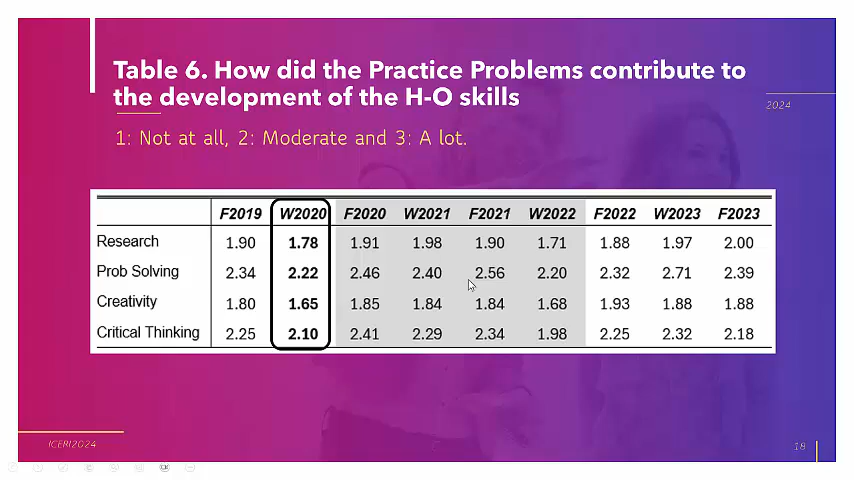 Table 6. How did the Practice Problems contribute to
the development of the H-O skills
2024
1: Not at all, 2: Moderate and 3: A lot.
F2019 W2020 F2020 W2021 F2021 W2022 F2022 W2023 F2023
Research 1.90 1.78 1.91 1.98 1.90 1.71 1.88 1.97 2.00
Prob Solving 2.34 2.22 2.46 2.40 2.56 2.20 2.32 2.71 2.39
Creativity 1.80 1.65 1.85 1.84 1.84 1.68 1.93 1.88 1.88
Critical Thinking 2.25 2.10 2.41 2.29 2.34 1.98 2.25 2.32 2.18
ICERI2024
18